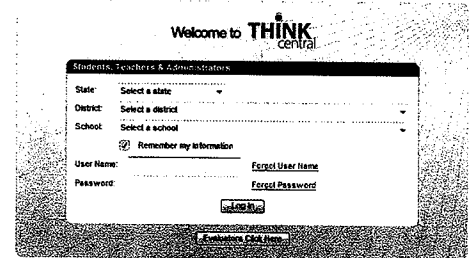 Welcome to THINK central
Students, Teachers & Administrators
State: Select a state
District: Select a district
School: Select a school
Remember my information
User Name: Forgot User Name
Password: Forgot Password
Log In
Evaluators Click Here